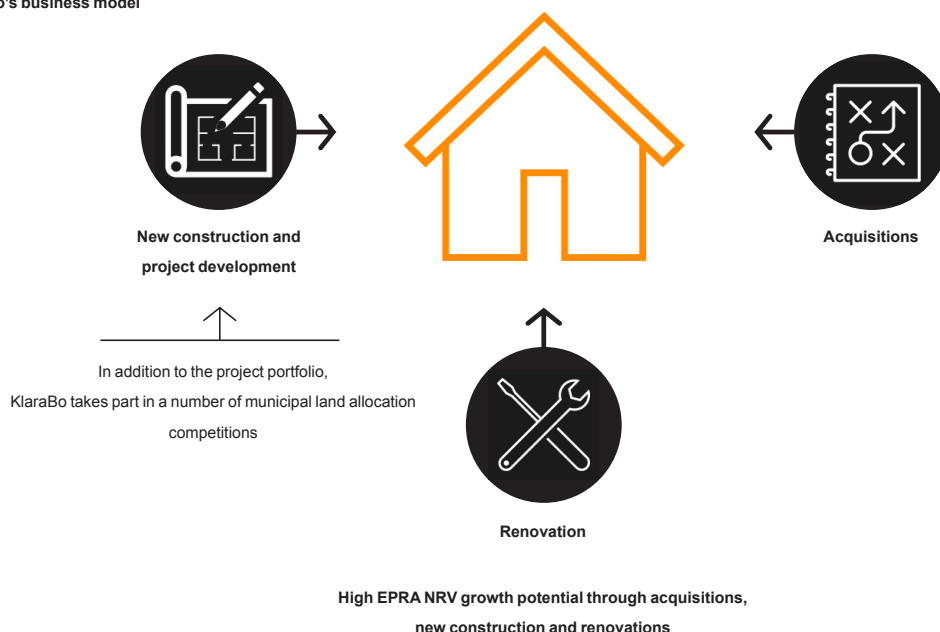 o's business model
New construction and
project development
Acquisitions
In addition to the project portfolio,
KlaraBo takes part in a number of municipal land allocation
competitions
Renovation
High EPRA NRV growth potential through acquisitions,
new construction and renovations